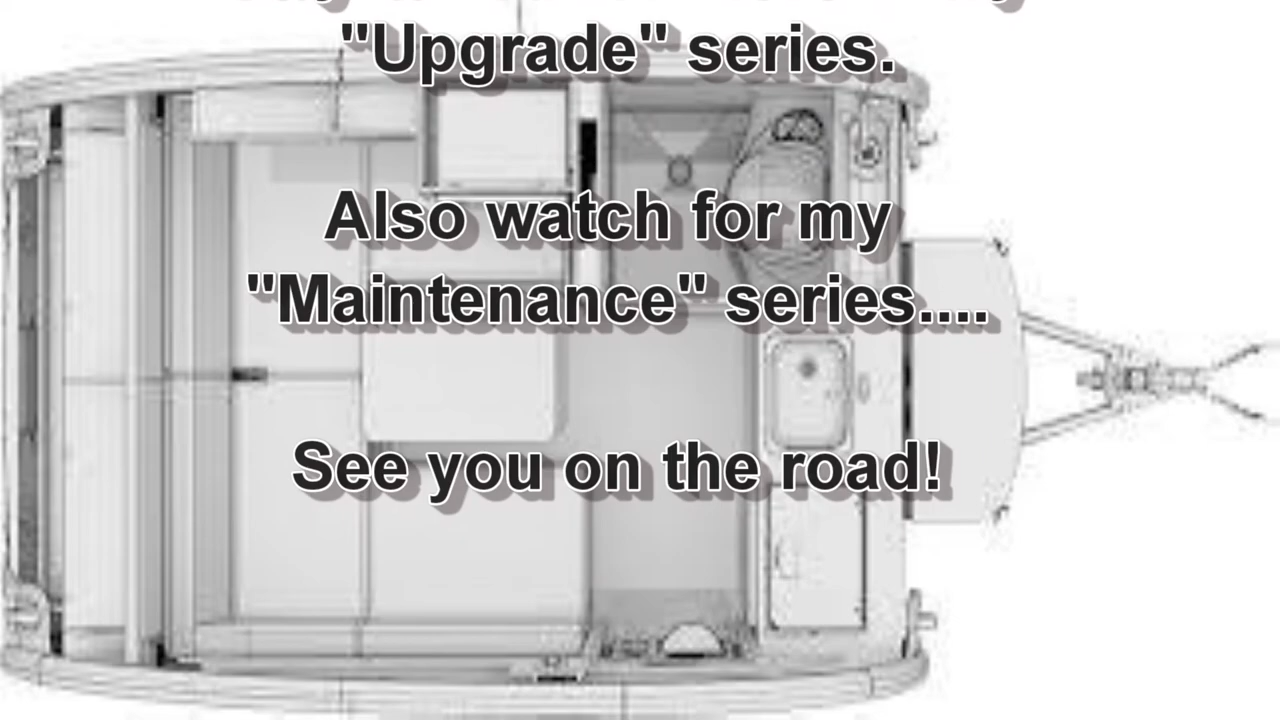 "Upgrade" series.
Also watch for my
"Maintenance" series....
See you on the road!